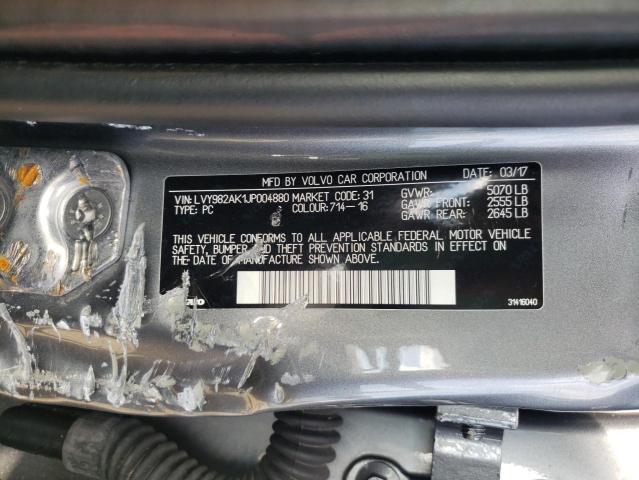 MFD BY VOLVO CAR CORPORATION DATE: 03/17
VIN: LVY982AK1JP004880 MARKET CODE: 31 GVWR: 5070 LB
TYPE: PC COLOUR: 714-16 GAWR FRONT: 2555 LB
GAWR REAR: 2645 LB
THIS VEHICLE CONFORMS TO ALL APPLICABLE FEDERAL MOTOR VEHICLE
SAFETY, BUMPER AND THEFT PREVENTION STANDARDS IN EFFECT ON
THE DATE OF MANUFACTURE SHOWN ABOVE.
31416040